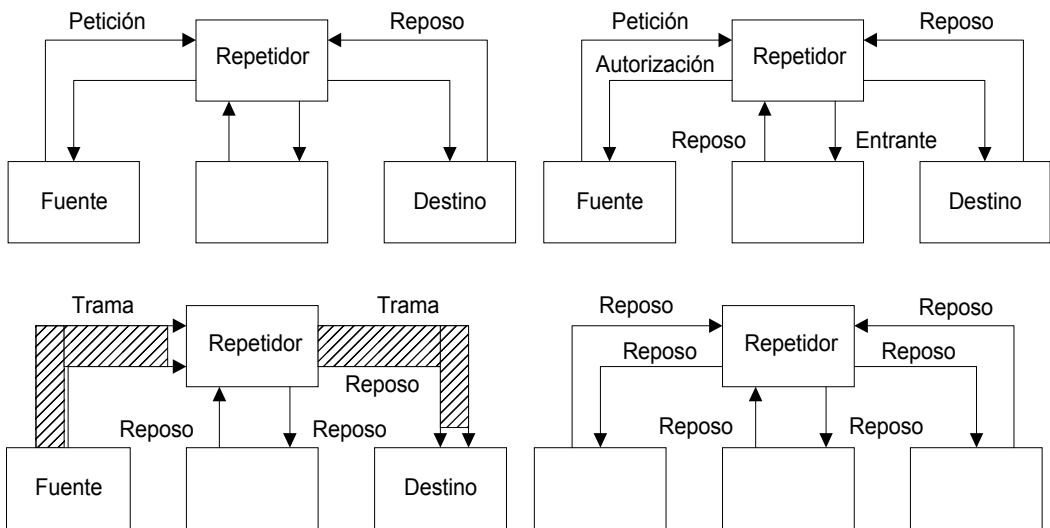 Petición
Reposo
Repetidor
Fuente
Destino
Petición
Reposo
Repetidor
Autorización
Reposo
Entrante
Fuente
Destino
Trama
Trama
Repetidor
Reposo
Reposo
Reposo
Fuente
Destino
Reposo
Reposo
Repetidor
Reposo
Reposo
Reposo
Reposo